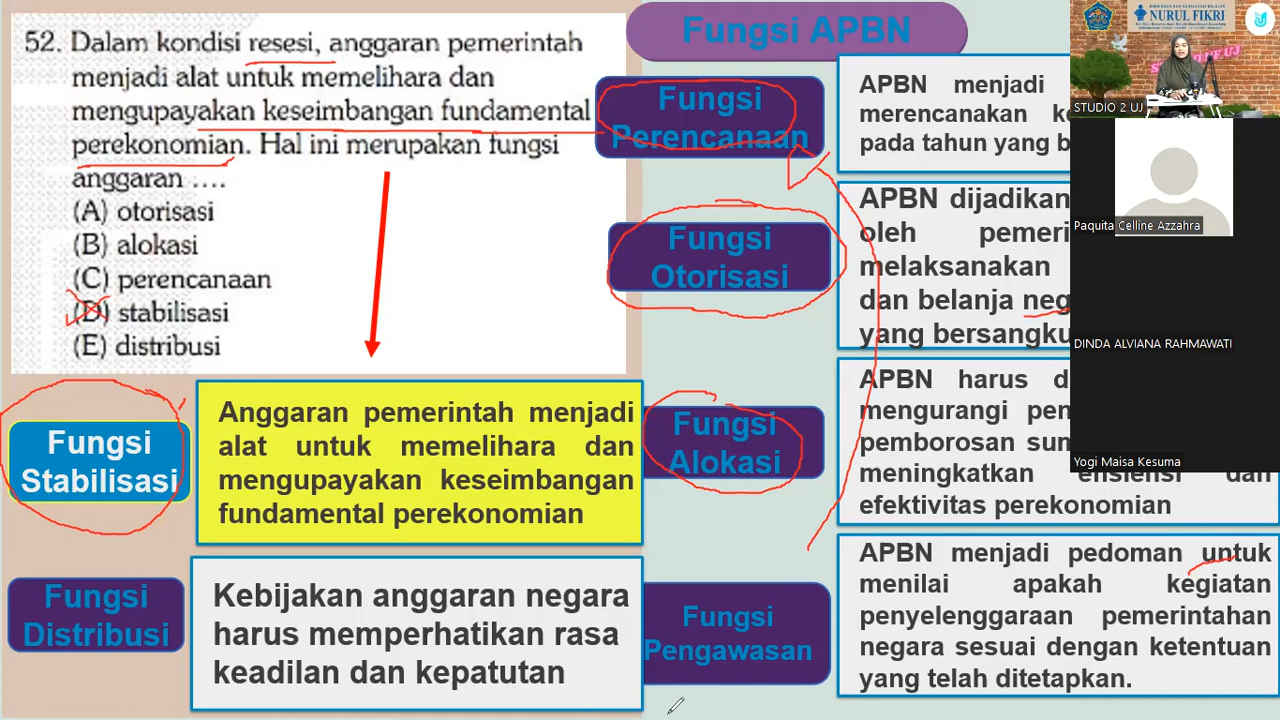 52. Dalam kondisi resesi, anggaran pemerintah
menjadi alat untuk memelihara dan
mengupayakan keseimbangan fundamental
perekonomian. Hal ini merupakan fungsi
anggaran ....
(A) otorisasi
(B) alokasi
(C) perencanaan
(D) stabilisasi
(E) distribusi
Fungsi
Stabilisasi
Anggaran pemerintah menjadi
alat untuk memelihara dan
mengupayakan keseimbangan
fundamental perekonomian
Fungsi
Distribusi
Kebijakan anggaran negara
harus memperhatikan rasa
keadilan dan kepatutan
Fungsi APBN
Fungsi
Perencanaan
APBN menjadi
merencanakan
pada tahun yang
Fungsi
Otorisasi
APBN dijadikan
oleh
melaksanakan
dan belanja
yang
Fungsi
Alokasi
APBN harus
mengurangi
pemborosan
meningkatkan efisiensi dan
efektivitas perekonomian
Fungsi
Pengawasan
APBN menjadi pedoman untuk
menilai apakah kegiatan
penyelenggaraan pemerintahan
negara sesuai dengan ketentuan
yang telah ditetapkan.
NURUL FIKRI
STUDIO 2 UJ
Paquita Celline Azzahra
DINDA ALVIANA RAHMAWATI
Yogi Maisa Kesuma